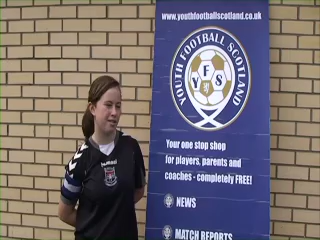 www.youthfootballscotland.co.uk
YOUTH FOOTBALL SCOTLAND
YFS
Your one stop shop
for players, parents and
coaches - completely FREE!
NEWS
MATCH REPORTS
hummel